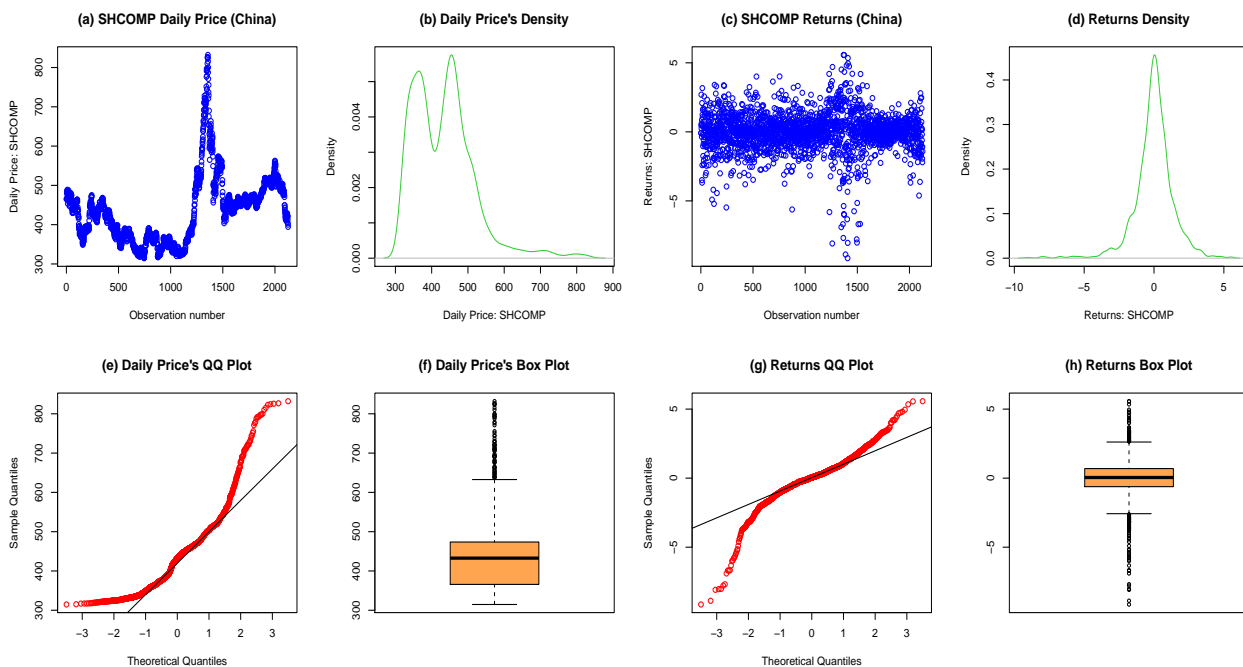 (a) SHCOMP Daily Price (China)
Daily Price: SHCOMP
300 400 500 600 700 800
0 500 1000 1500 2000
Observation number
(b) Daily Price's Density
Density
0.000 0.002 0.004
300 400 500 600 700 800 900
Daily Price: SHCOMP
(c) SHCOMP Returns (China)
Returns: SHCOMP
−5 0 5
0 500 1000 1500 2000
Observation number
(d) Returns Density
Density
0.0 0.1 0.2 0.3 0.4
−10 −5 0 5
Returns: SHCOMP
(e) Daily Price's QQ Plot
Sample Quantiles
300 400 500 600 700 800
−3 −2 −1 0 1 2 3
Theoretical Quantiles
(f) Daily Price's Box Plot
300 400 500 600 700 800
(g) Returns QQ Plot
Sample Quantiles
−5 0 5
−3 −2 −1 0 1 2 3
Theoretical Quantiles
(h) Returns Box Plot
−5 0 5